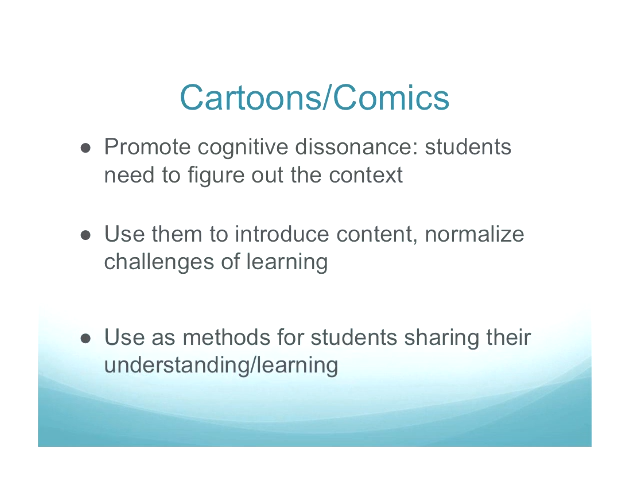 Cartoons/Comics
● Promote cognitive dissonance: students
need to figure out the context
● Use them to introduce content, normalize
challenges of learning
● Use as methods for students sharing their
understanding/learning